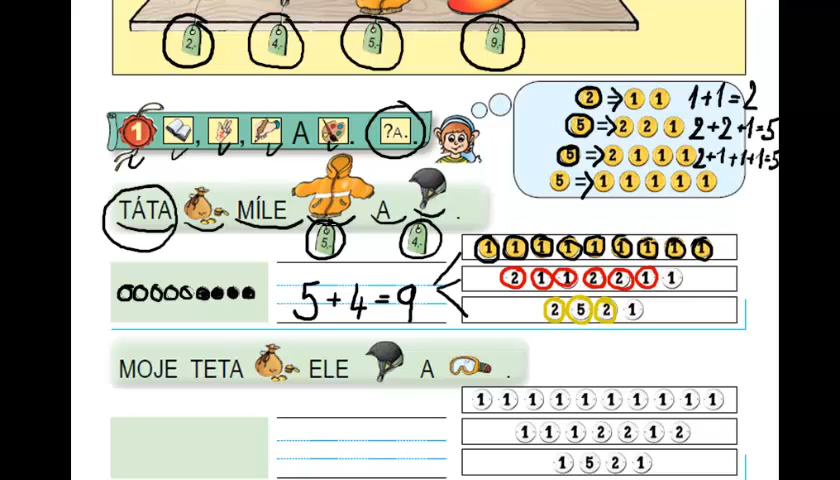 2,- 4,- 5,- 9,-
1 , , , A . ?A.
2 ⇒ 1 1 1+1=2
5 ⇒ 2 2 1 2+2+1=5
5 ⇒ 2 1 1 1 2+1+1+1=5
5 ⇒ 1 1 1 1 1
TÁTA MÍLE A .
5,- 4,-
1 1 1 1 1 1 1 1 1
5+4=9
2 1 1 2 2 1 1
2 5 2 1
MOJE TETA ELE A .
1 1 1 1 1 1 1 1 1 1
1 1 1 2 2 1 2
1 5 2 1